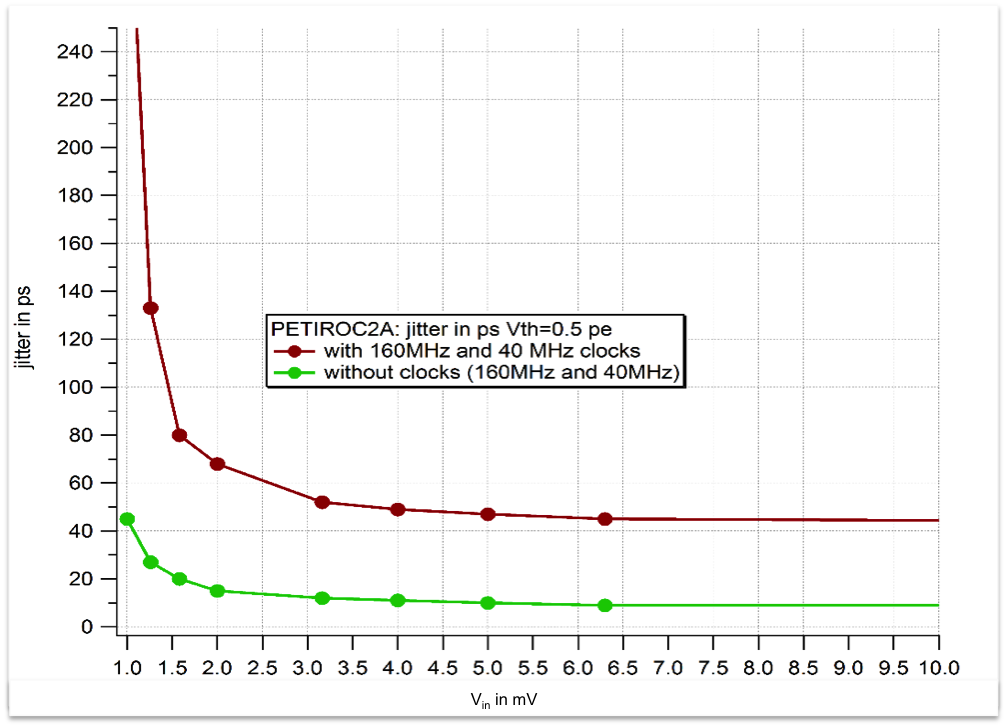 240
220
200
180
160
140
120
100
80
60
40
20
0
jitter in ps
PETIROC2A: jitter in ps Vth=0.5 pe
with 160MHz and 40 MHz clocks
without clocks (160MHz and 40MHz)
1.0 1.5 2.0 2.5 3.0 3.5 4.0 4.5 5.0 5.5 6.0 6.5 7.0 7.5 8.0 8.5 9.0 9.5 10.0
Vin in mV